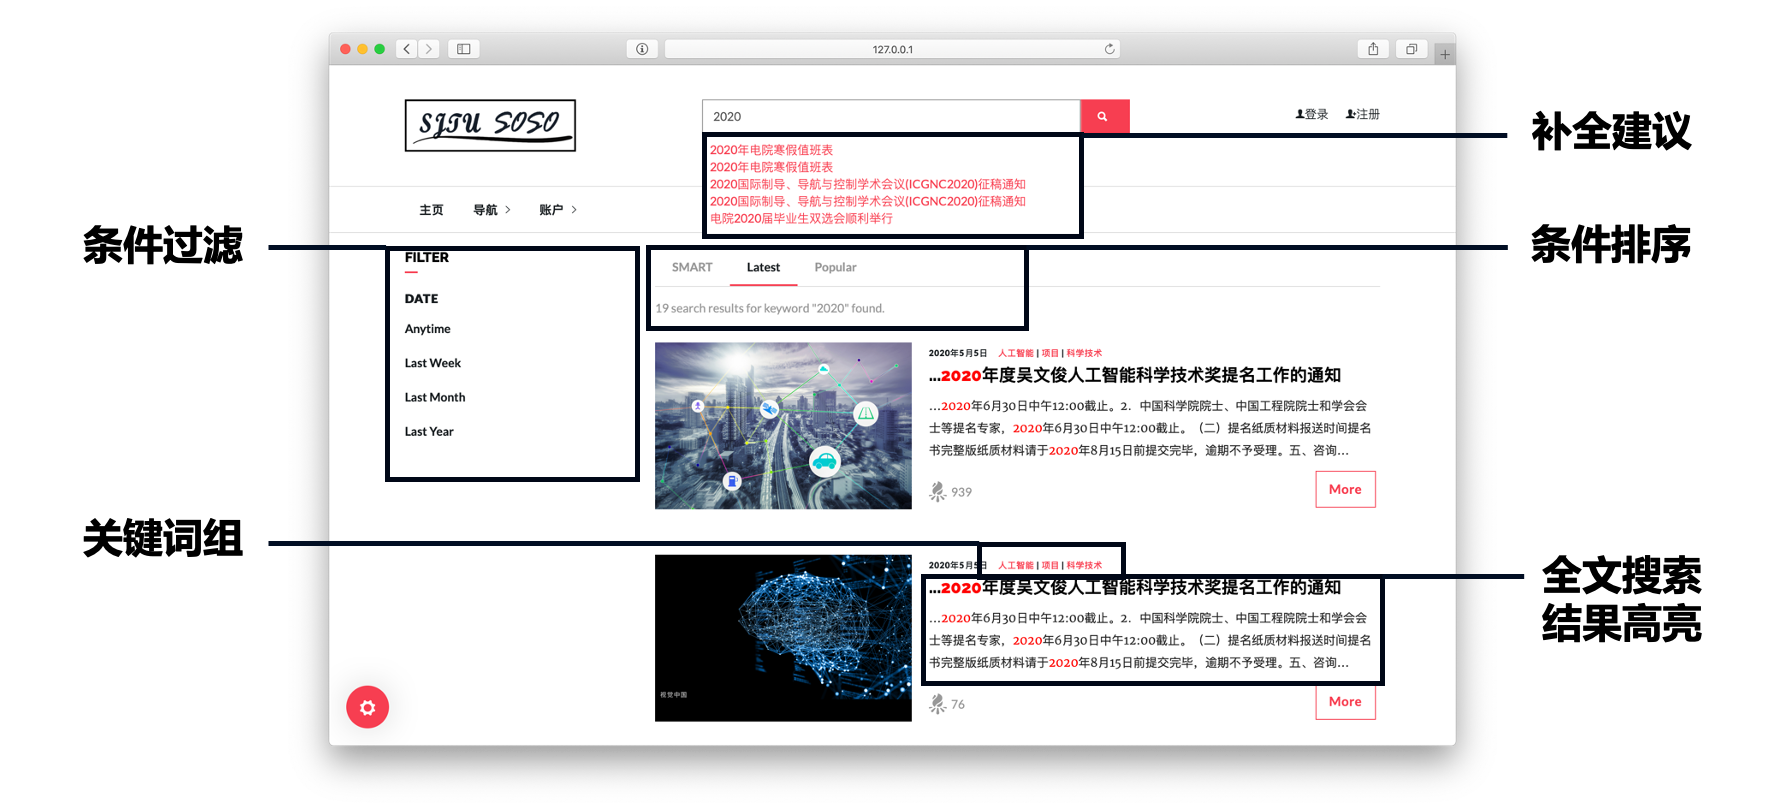 127.0.0.1
SJTU SOSO
2020
登录 注册
补全建议
2020年电院寒假值班表
2020年电院寒假值班表
2020国际制导、导航与控制学术会议(ICGNC2020)征稿通知
2020国际制导、导航与控制学术会议(ICGNC2020)征稿通知
电院2020届毕业生双选会顺利举行
主页 导航 账户
条件过滤
条件排序
FILTER
DATE
Anytime
Last Week
Last Month
Last Year
SMART Latest Popular
19 search results for keyword "2020" found.
2020年5月5日 人工智能 | 项目 | 科学技术
...2020年度吴文俊人工智能科学技术奖提名工作的通知
...2020年6月30日中午12:00截止。2. 中国科学院院士、中国工程院院士和学会会
士等提名专家，2020年6月30日中午12:00截止。（二）提名纸质材料报送时间提名
书完整版纸质材料请于2020年8月15日前提交完毕，逾期不予受理。五、咨询...
939
More
关键词组
2020年5月5日 人工智能 | 项目 | 科学技术
...2020年度吴文俊人工智能科学技术奖提名工作的通知
...2020年6月30日中午12:00截止。2. 中国科学院院士、中国工程院院士和学会会
士等提名专家，2020年6月30日中午12:00截止。（二）提名纸质材料报送时间提名
书完整版纸质材料请于2020年8月15日前提交完毕，逾期不予受理。五、咨询...
全文搜索
结果高亮
视觉中国
76
More